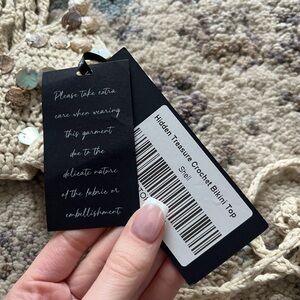 Please take extra
care when wearing
this garment
due to the
delicate nature
of the fabric or
embellishment
Hidden Treasure Crochet Bikini Top
Shell